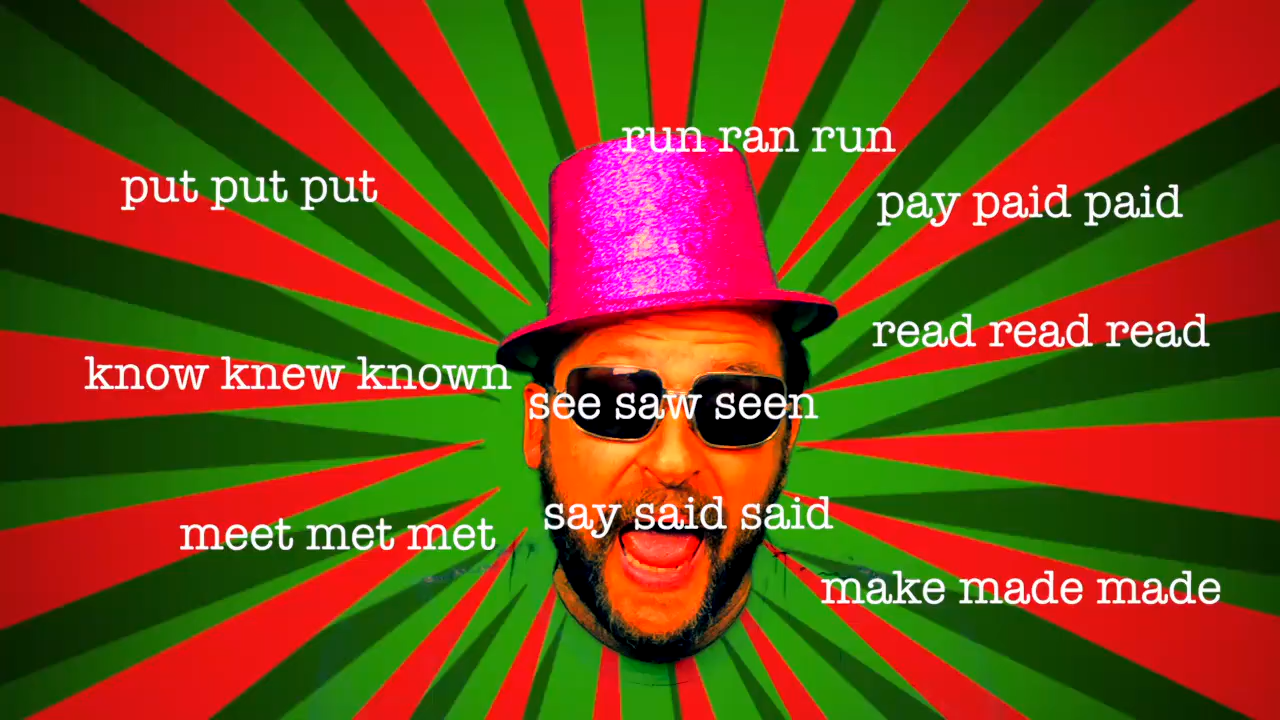 run ran run
put put put
pay paid paid
read read read
know knew known
see saw seen
say said said
meet met met
make made made